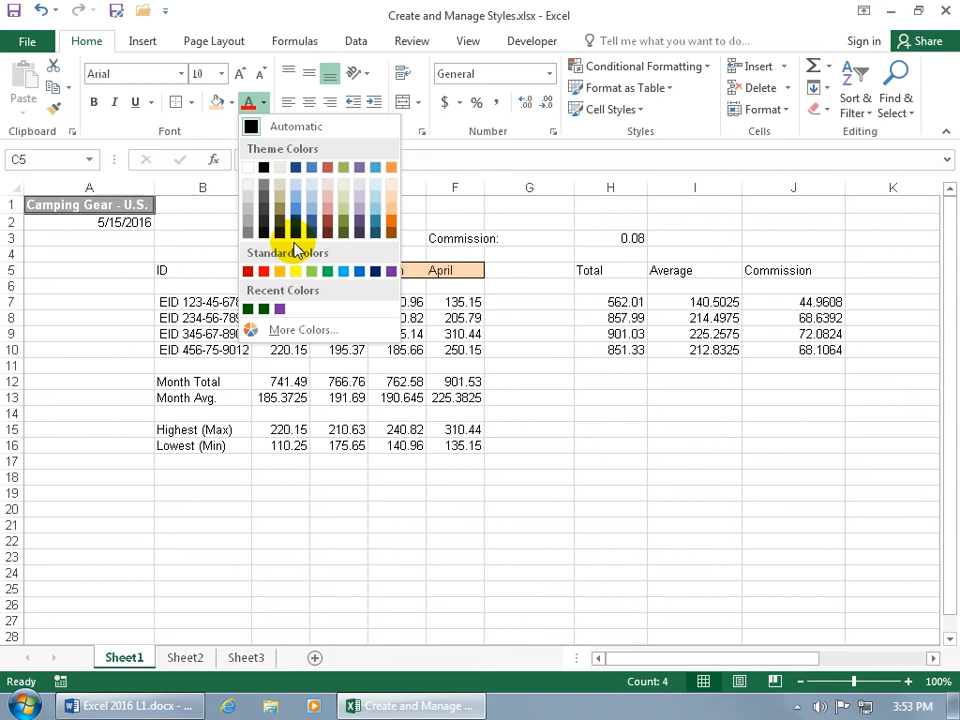 Create and Manage Styles.xlsx - Excel
File Home Insert Page Layout Formulas Data Review View Developer Tell me what you want to do... Sign in Share
Paste Arial 10 A A General Conditional Formatting Insert Sort & Filter Find & Select
B I U A $ % , Format as Table Delete
Cell Styles Format
Clipboard Font Number Styles Cells Editing
C5 fx
Automatic
Theme Colors
Standard Colors
Recent Colors
More Colors...
A B F G H I J K
1 Camping Gear - U.S.
2 5/15/2016
3 Commission: 0.08
4
5 ID April Total Average Commission
6
7 EID 123-45-678 135.15 562.01 140.5025 44.9608
8 EID 234-56-789 205.79 857.99 214.4975 68.6392
9 EID 345-67-890 310.44 901.03 225.2575 72.0824
10 EID 456-75-9012 220.15 195.37 185.66 250.15 851.33 212.8325 68.1064
11
12 Month Total 741.49 766.76 762.58 901.53
13 Month Avg. 185.3725 191.69 190.645 225.3825
14
15 Highest (Max) 220.15 210.63 240.82 310.44
16 Lowest (Min) 110.25 175.65 140.96 135.15
17
18
19
20
21
22
23
24
25
26
27
28
Sheet1 Sheet2 Sheet3
Ready Count: 4 100%
Excel 2016 L1.docx - ... Create and Manage ... 3:53 PM